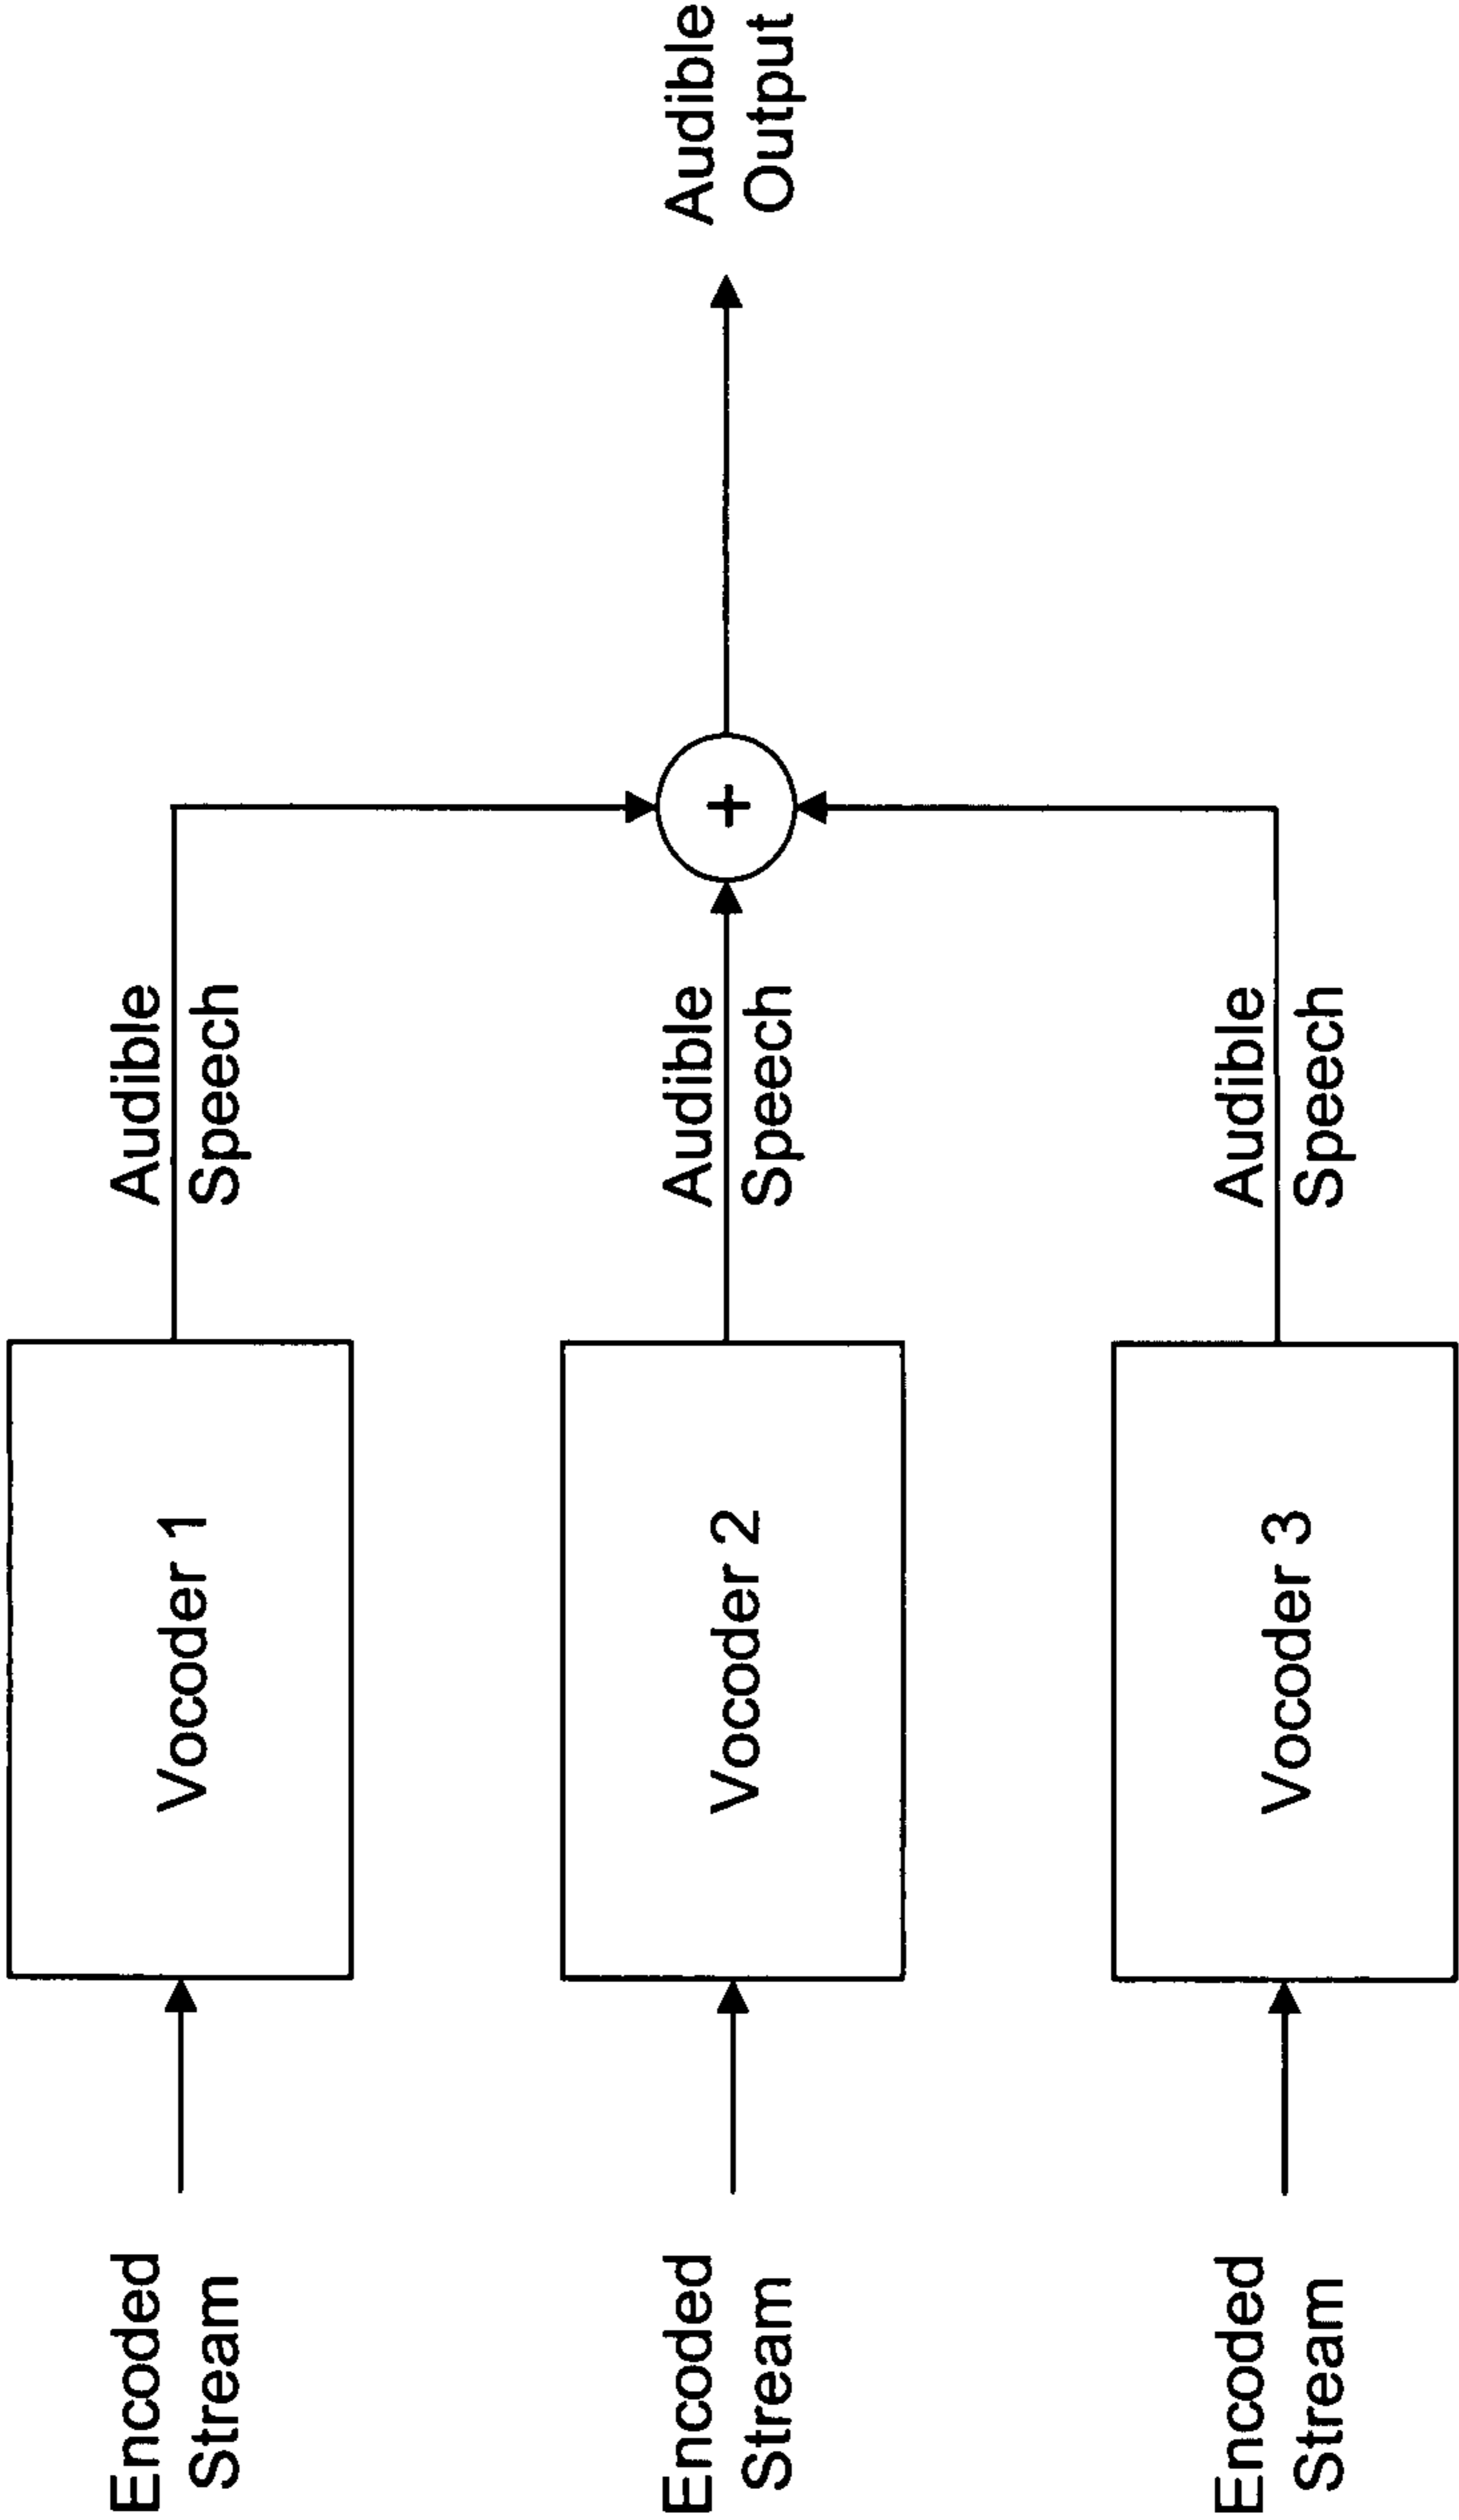 Encoded
Stream
Vocoder 1
Audible
Speech
Encoded
Stream
Vocoder 2
Audible
Speech
+
Audible
Output
Encoded
Stream
Vocoder 3
Audible
Speech